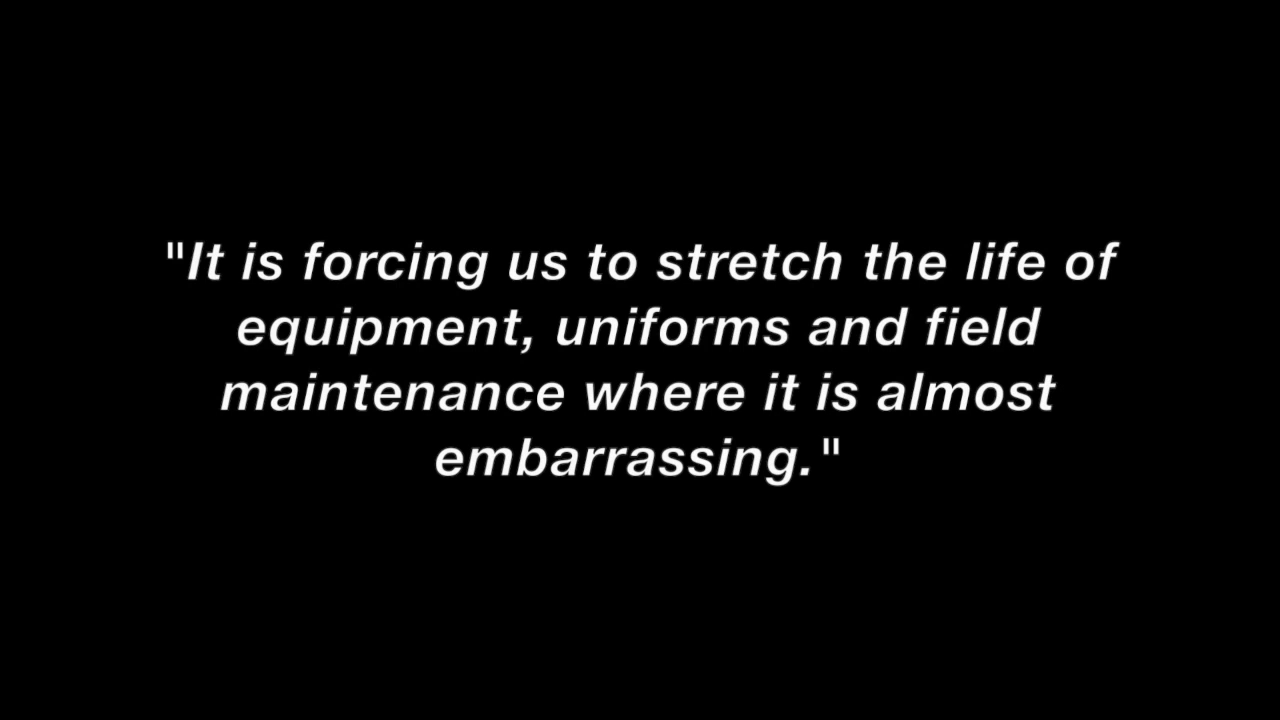 "It is forcing us to stretch the life of
equipment, uniforms and field
maintenance where it is almost
embarrassing."